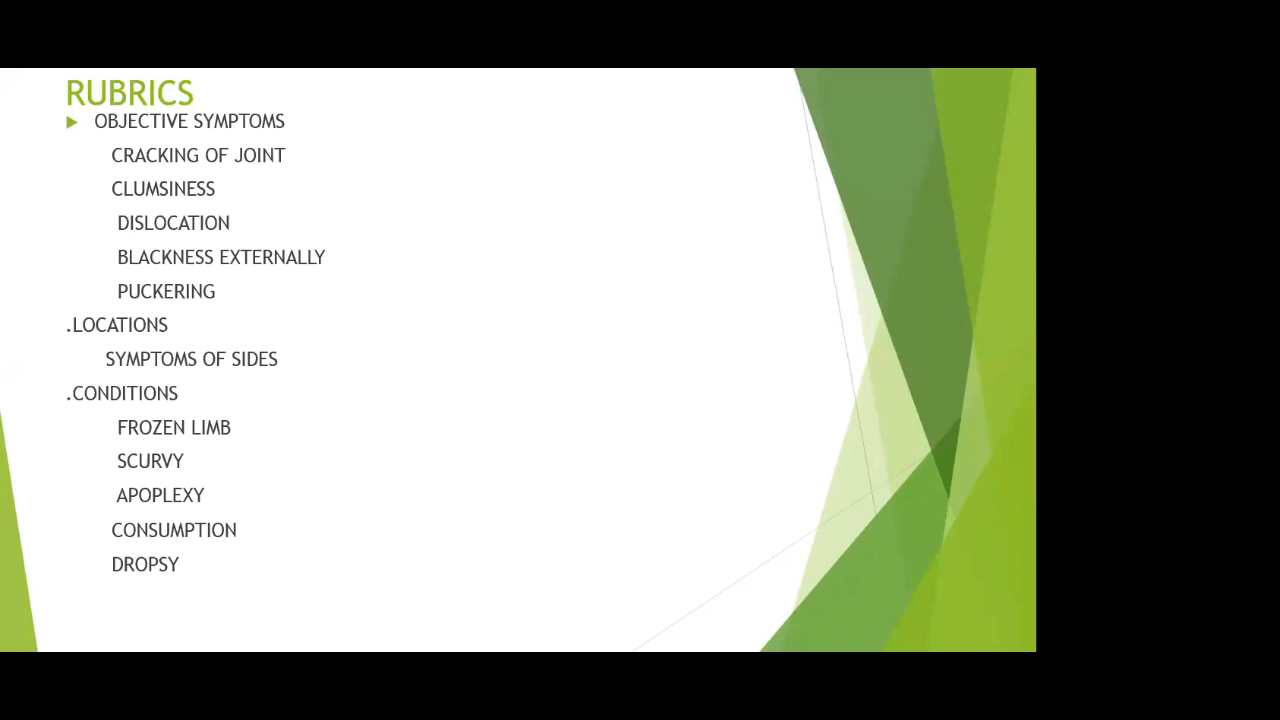 RUBRICS
OBJECTIVE SYMPTOMS
CRACKING OF JOINT
CLUMSINESS
DISLOCATION
BLACKNESS EXTERNALLY
PUCKERING
.LOCATIONS
SYMPTOMS OF SIDES
.CONDITIONS
FROZEN LIMB
SCURVY
APOPLEXY
CONSUMPTION
DROPSY